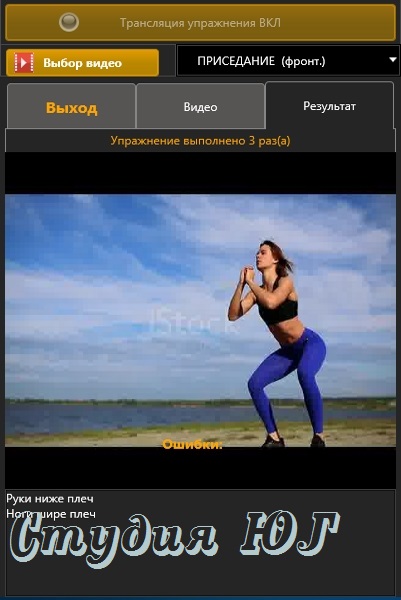 Трансляция упражнения ВКЛ
Выбор видео
ПРИСЕДАНИЕ (фронт.)
Выход
Видео
Результат
Упражнение выполнено 3 раз(а)
iStock
Ошибки:
Руки ниже плеч
Ноги шире плеч
Студия ЮГ